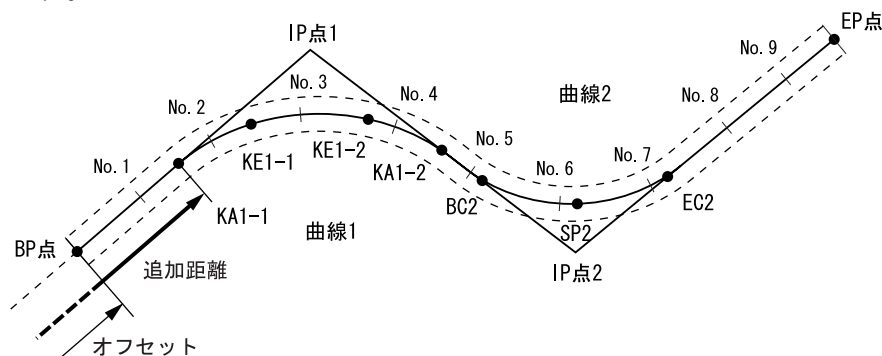 EP点
IP点1
No. 9
No. 3
No. 2
No. 4
曲線2
No. 8
No. 1
KE1-1
KE1-2
No. 5
KA1-2
No. 6
No. 7
BC2
EC2
KA1-1
曲線1
SP2
BP点
追加距離
IP点2
オフセット